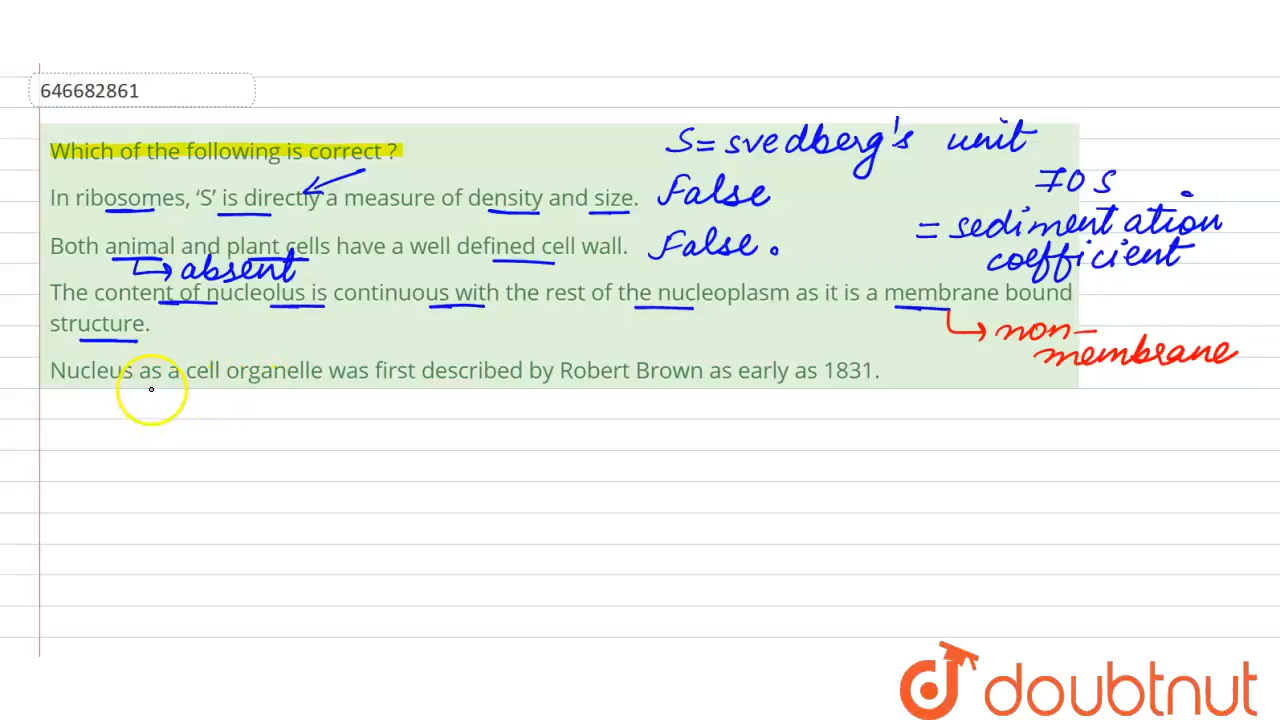 646682861
Which of the following is correct ?
S = svedberg's unit
In ribosomes, ‘S’ is directly a measure of density and size.
False
70 S
= sedimentation coefficient
Both animal and plant cells have a well defined cell wall.
False.
absent
The content of nucleolus is continuous with the rest of the nucleoplasm as it is a membrane bound
structure.
non-
membrane
Nucleus as a cell organelle was first described by Robert Brown as early as 1831.
doubtnut